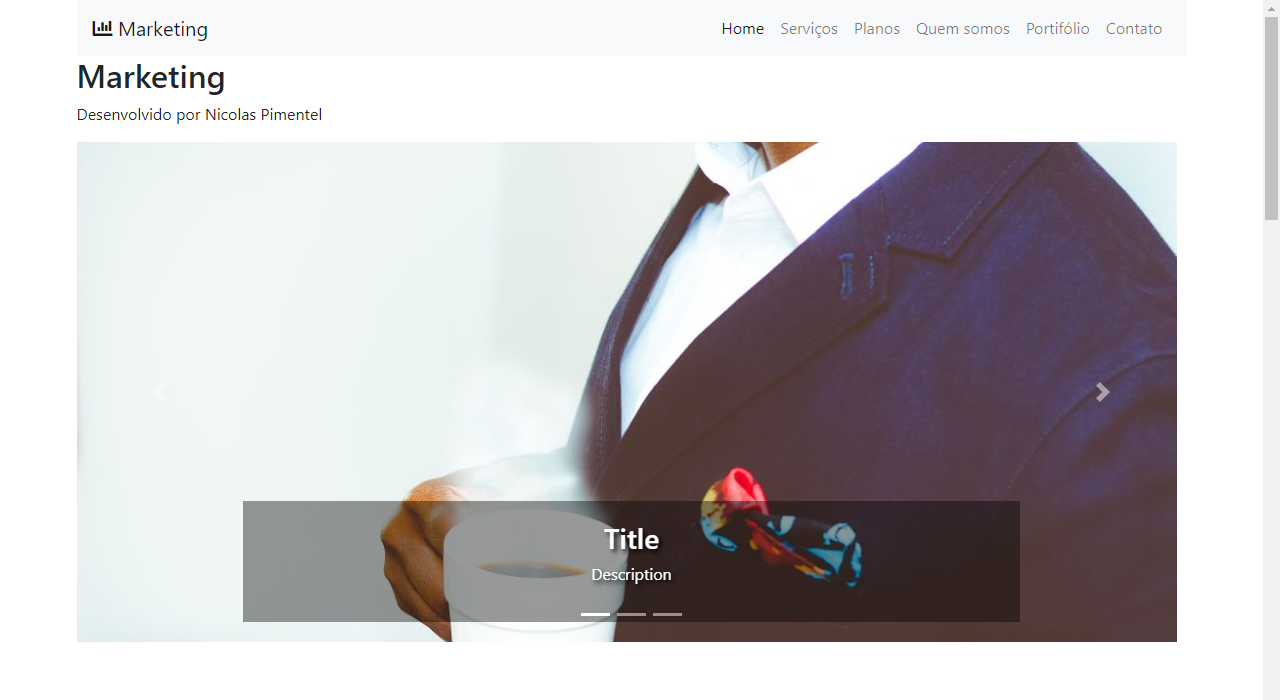 Marketing
Home Serviços Planos Quem somos Portifólio Contato
Marketing
Desenvolvido por Nicolas Pimentel
Title
Description